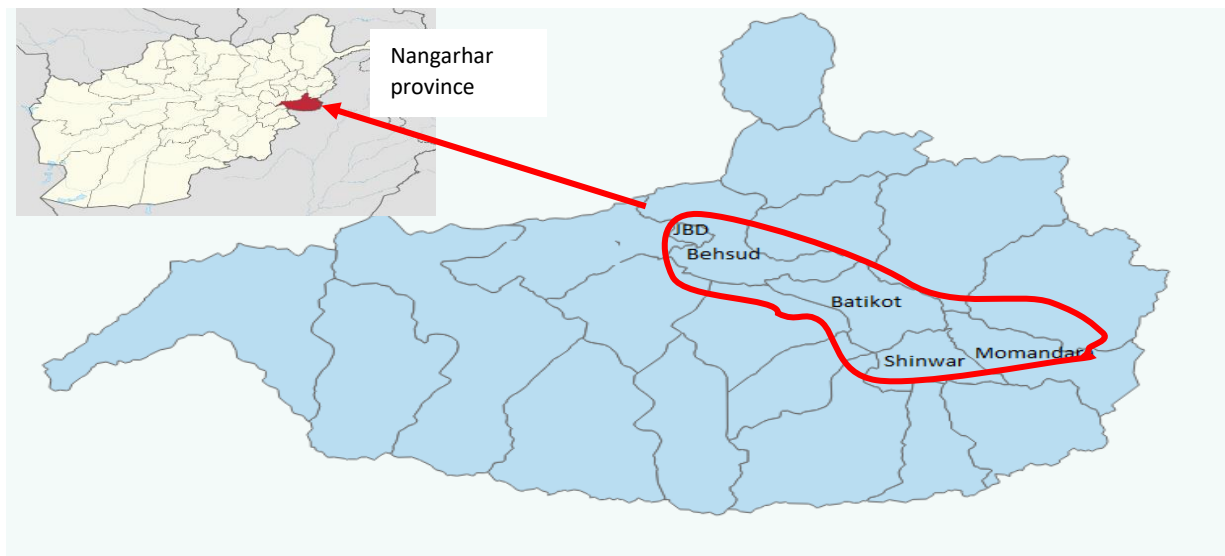 Nangarhar
province
JBD
Behsud
Batikot
Shinwar
Momandara